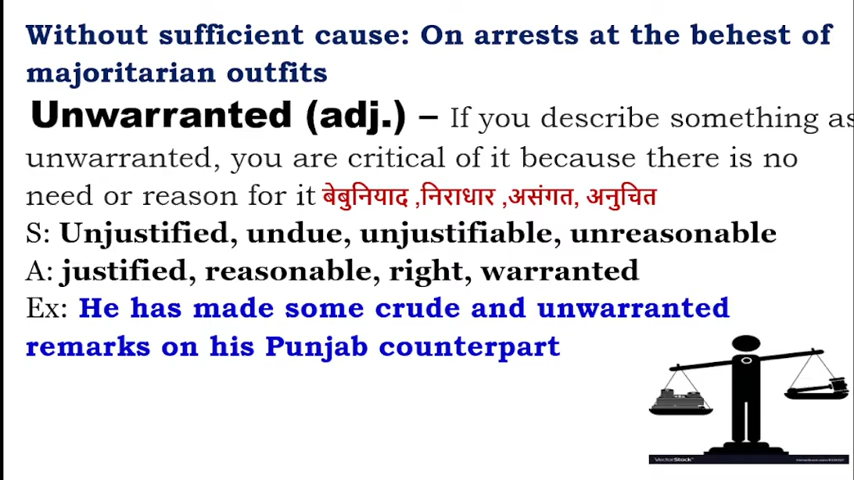 Without sufficient cause: On arrests at the behest of
majoritarian outfits
Unwarranted (adj.) – If you describe something as
unwarranted, you are critical of it because there is no
need or reason for it बेबुनियाद ,निराधार ,असंगत, अनुचित
S: Unjustified, undue, unjustifiable, unreasonable
A: justified, reasonable, right, warranted
Ex: He has made some crude and unwarranted
remarks on his Punjab counterpart
VectorStock